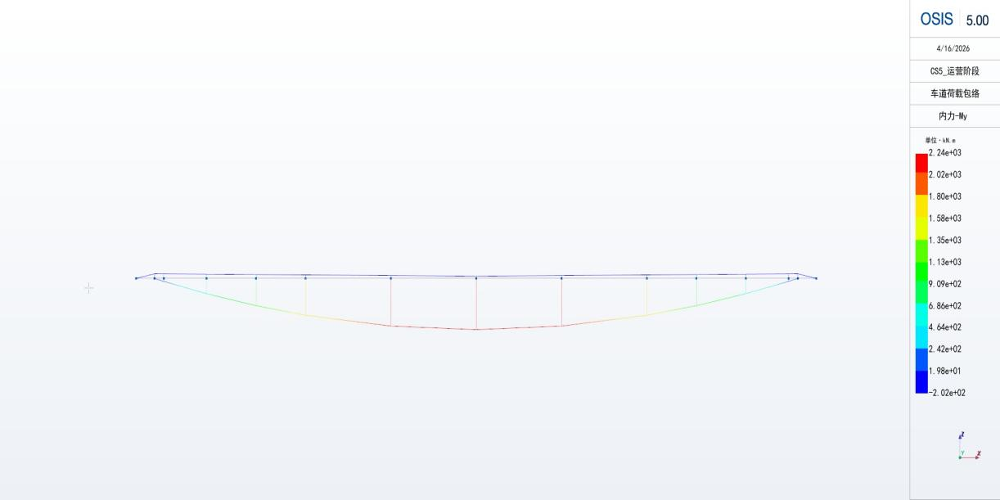 OSIS 5.00
4/16/2026
CS5_运营阶段
车道荷载包络
内力-My
单位·kN.m
2.24e+03
2.02e+03
1.80e+03
1.58e+03
1.35e+03
1.13e+03
9.09e+02
6.86e+02
4.64e+02
2.42e+02
1.98e+01
-2.02e+02
Z
Y X